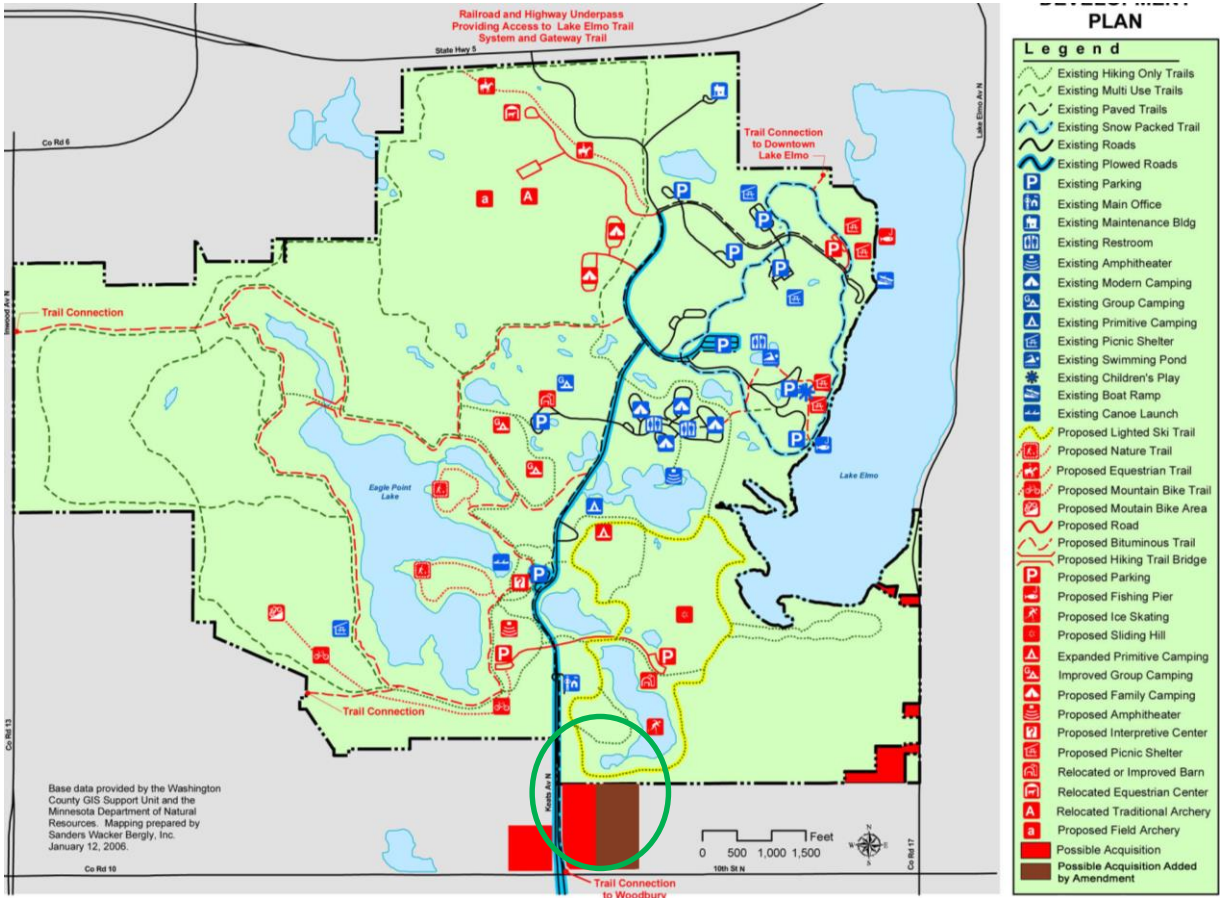 Railroad and Highway Underpass
Providing Access to Lake Elmo Trail
System and Gateway Trail
State Hwy 5
Co Rd 6
Lake Elmo Av N
Trail Connection
to Downtown
Lake Elmo
Inwood Av N
Trail Connection
Eagle Point
Lake
Lake Elmo
Trail Connection
Co Rd 13
Keats Av N
Base data provided by the Washington
County GIS Support Unit and the
Minnesota Department of Natural
Resources. Mapping prepared by
Sanders Wacker Bergly, Inc.
January 12, 2006.
Feet
0 500 1,000 1,500
N
W E
S
Co Rd 17
Co Rd 10
10th St N
Trail Connection
to Woodbury
DEVELOPMENT
PLAN
Legend
Existing Hiking Only Trails
Existing Multi Use Trails
Existing Paved Trails
Existing Snow Packed Trail
Existing Roads
Existing Plowed Roads
P Existing Parking
Existing Main Office
Existing Maintenance Bldg
Existing Restroom
Existing Amphitheater
Existing Modern Camping
G Existing Group Camping
Existing Primitive Camping
Existing Picnic Shelter
Existing Swimming Pond
Existing Children's Play
Existing Boat Ramp
Existing Canoe Launch
Proposed Lighted Ski Trail
Proposed Nature Trail
Proposed Equestrian Trail
Proposed Mountain Bike Trail
Proposed Moutain Bike Area
Proposed Road
Proposed Bituminous Trail
Proposed Hiking Trail Bridge
P Proposed Parking
Proposed Fishing Pier
Proposed Ice Skating
Proposed Sliding Hill
Expanded Primitive Camping
G Improved Group Camping
Proposed Family Camping
Proposed Amphitheater
? Proposed Interpretive Center
Proposed Picnic Shelter
Relocated or Improved Barn
Relocated Equestrian Center
A Relocated Traditional Archery
a Proposed Field Archery
Possible Acquisition
Possible Acquisition Added
by Amendment